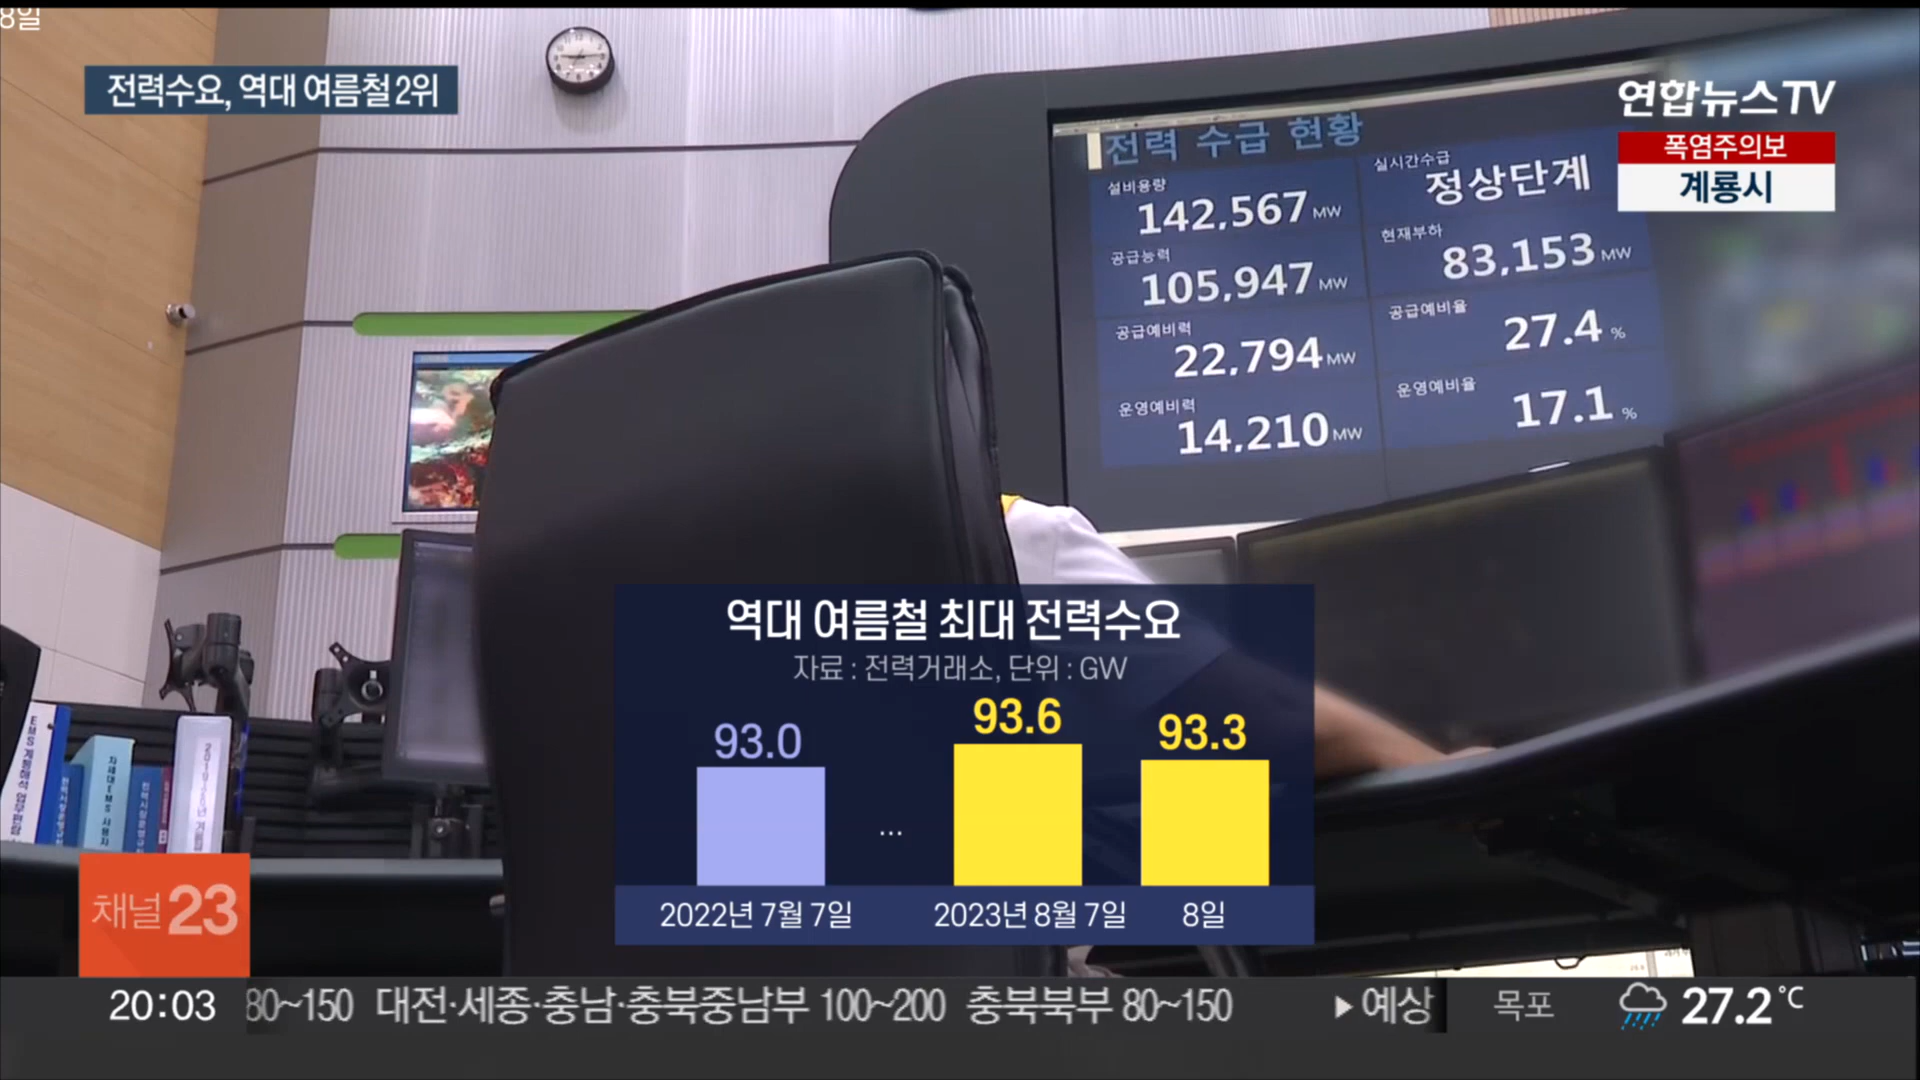 8일
전력수요, 역대 여름철 2위
연합뉴스TV
폭염주의보
계룡시
전력 수급 현황
설비용량
142,567 MW
공급능력
105,947 MW
공급예비력
22,794 MW
운영예비력
14,210 MW
실시간수급
정상단계
현재부하
83,153 MW
공급예비율
27.4 %
운영예비율
17.1 %
역대 여름철 최대 전력수요
자료 : 전력거래소, 단위 : GW
93.0
93.6
93.3
...
2022년 7월 7일
2023년 8월 7일
8일
채널 23
20:03
80~150 대전·세종·충남·충북중남부 100~200 충북북부 80~150 ▶예상
목포
27.2℃